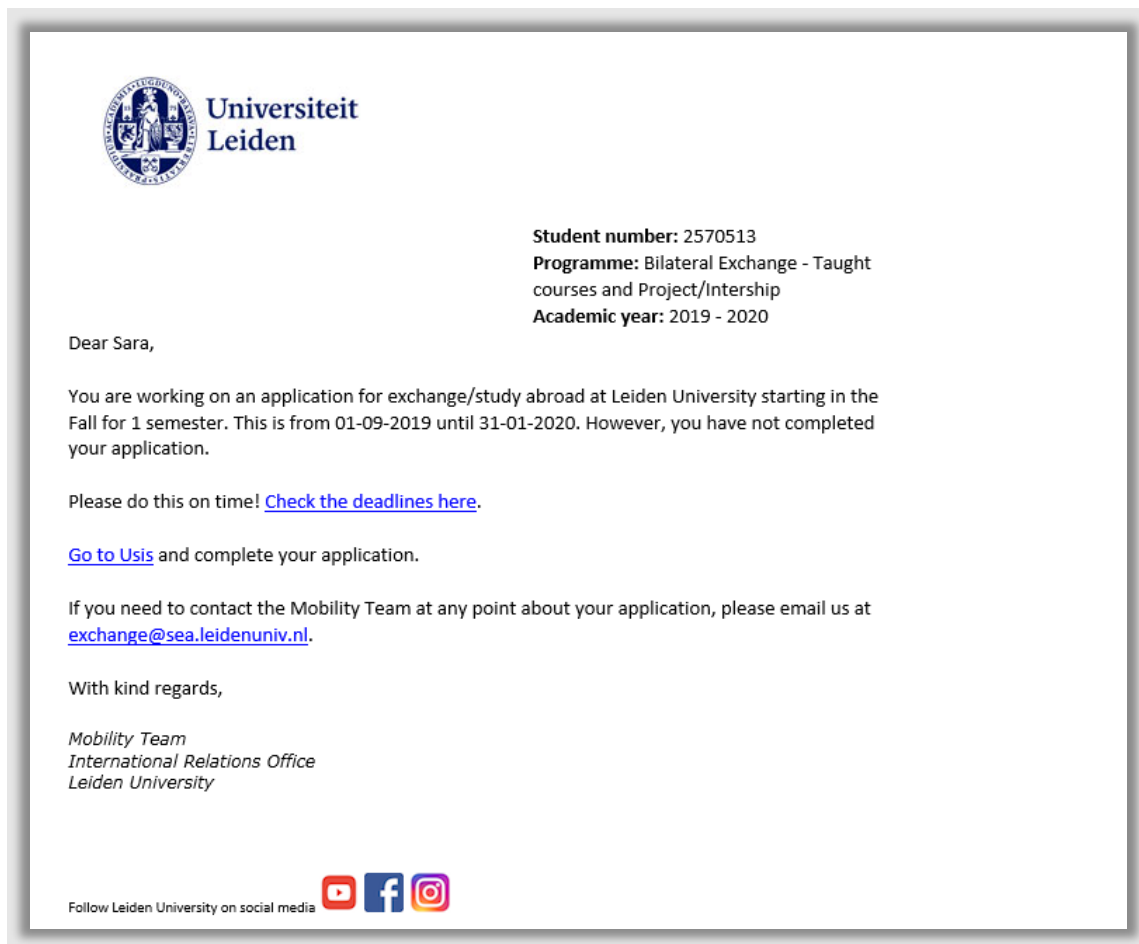 Universiteit
Leiden
Student number: 2570513
Programme: Bilateral Exchange - Taught
courses and Project/Intership
Academic year: 2019 - 2020
Dear Sara,
You are working on an application for exchange/study abroad at Leiden University starting in the
Fall for 1 semester. This is from 01-09-2019 until 31-01-2020. However, you have not completed
your application.
Please do this on time! Check the deadlines here.
Go to Usis and complete your application.
If you need to contact the Mobility Team at any point about your application, please email us at
exchange@sea.leidenuniv.nl.
With kind regards,
Mobility Team
International Relations Office
Leiden University
Follow Leiden University on social media